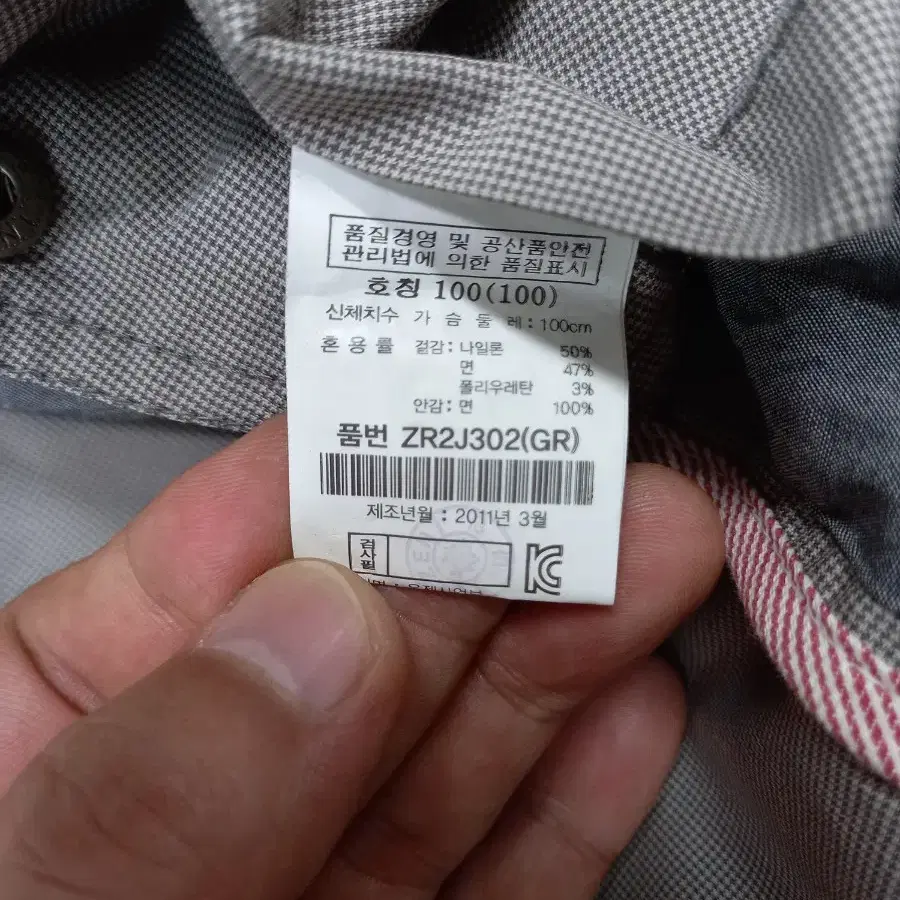 품질경영 및 공산품안전
관리법에 의한 품질표시
호칭 100(100)
신체치수 가 슴 둘 레 : 100cm
혼 용 률 겉감 : 나일론 50%
면 47%
폴리우레탄 3%
안감 : 면 100%
품번 ZR2J302(GR)
제조년월 : 2011년 3월
검사필